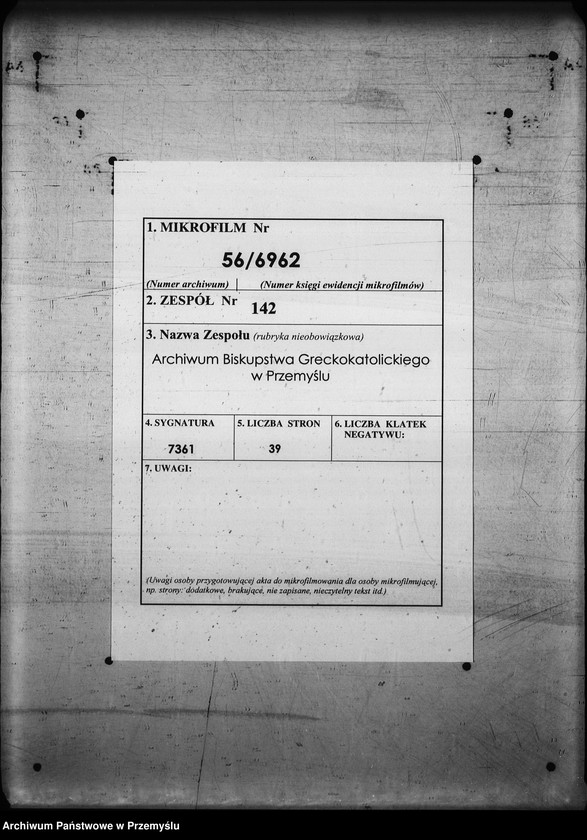 1. MIKROFILM Nr
56/6962
(Numer archiwum) (Numer księgi ewidencji mikrofilmów)
2. ZESPÓŁ Nr 142
3. Nazwa Zespołu (rubryka nieobowiązkowa)
Archiwum Biskupstwa Greckokatolickiego
w Przemyślu
4. SYGNATURA
7361
5. LICZBA STRON
39
6. LICZBA KLATEK
NEGATYWU:
7. UWAGI:
(Uwagi osoby przygotowującej akta do mikrofilmowania dla osoby mikrofilmującej,
np. strony: dodatkowe, brakujące, nie zapisane, nieczytelny tekst itd.)
Archiwum Państwowe w Przemyślu